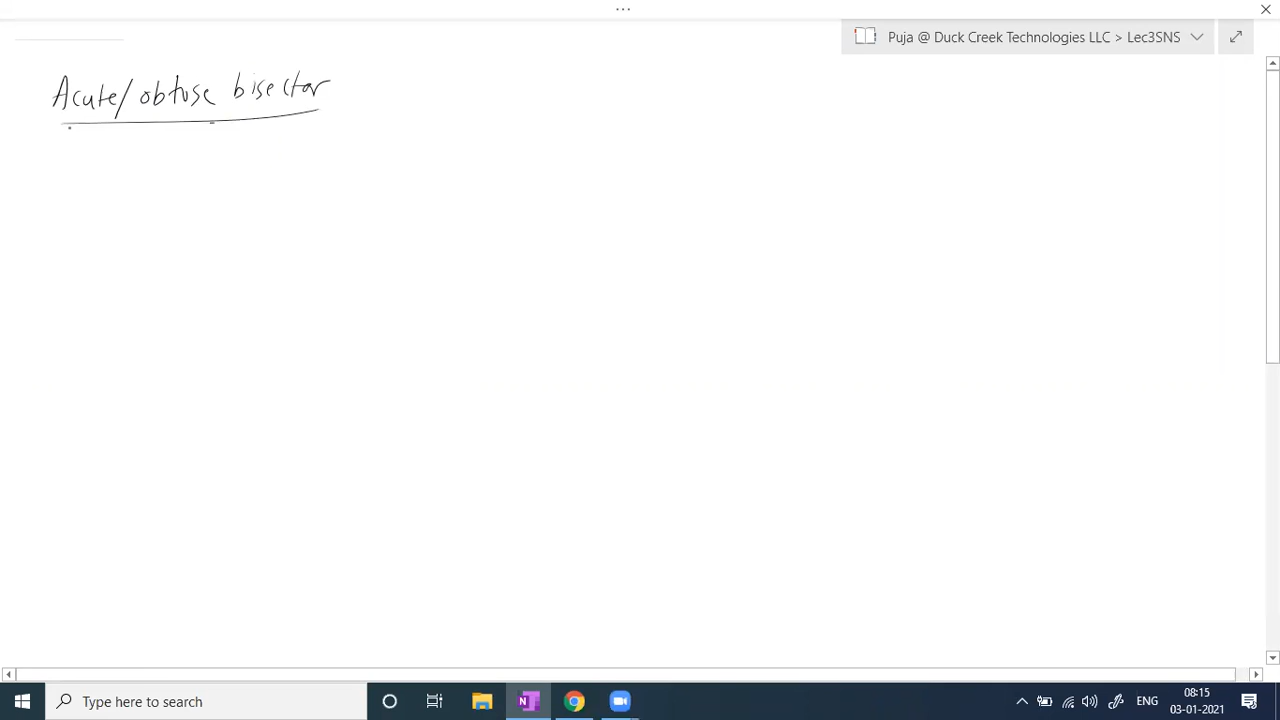 ...
Puja @ Duck Creek Technologies LLC > Lec3SNS
Acute/obtuse bisector
Type here to search
N
ENG
08:15
03-01-2021